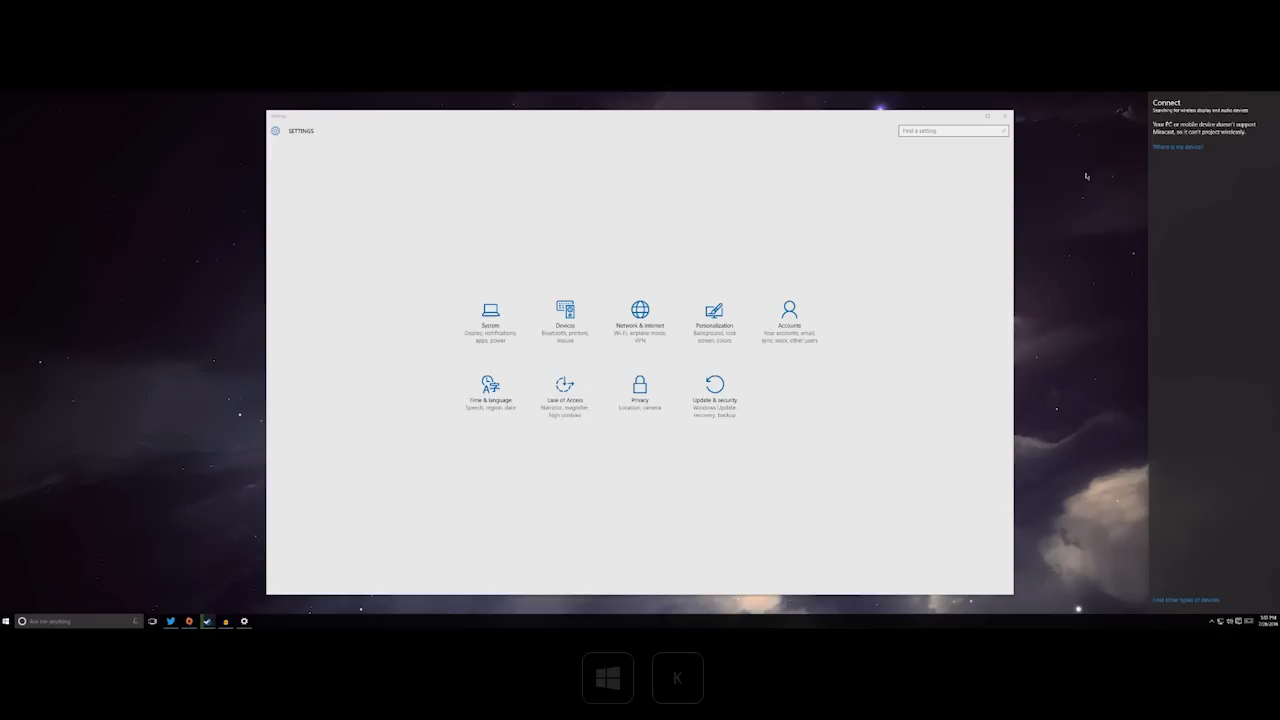 Settings
SETTINGS
Find a setting
System
Display, notifications,
apps, power
Devices
Bluetooth, printers,
mouse
Network & Internet
Wi-Fi, airplane mode,
VPN
Personalization
Background, lock
screen, colors
Accounts
Your accounts, email,
sync, work, other users
Time & language
Speech, region, date
Ease of Access
Narrator, magnifier,
high contrast
Privacy
Location, camera
Update & security
Windows Update,
recovery, backup
Connect
Searching for wireless display and audio devices
Your PC or mobile device doesn't support
Miracast, so it can't project wirelessly.
Where is my device?
Find other types of devices
Ask me anything
5:05 PM
K